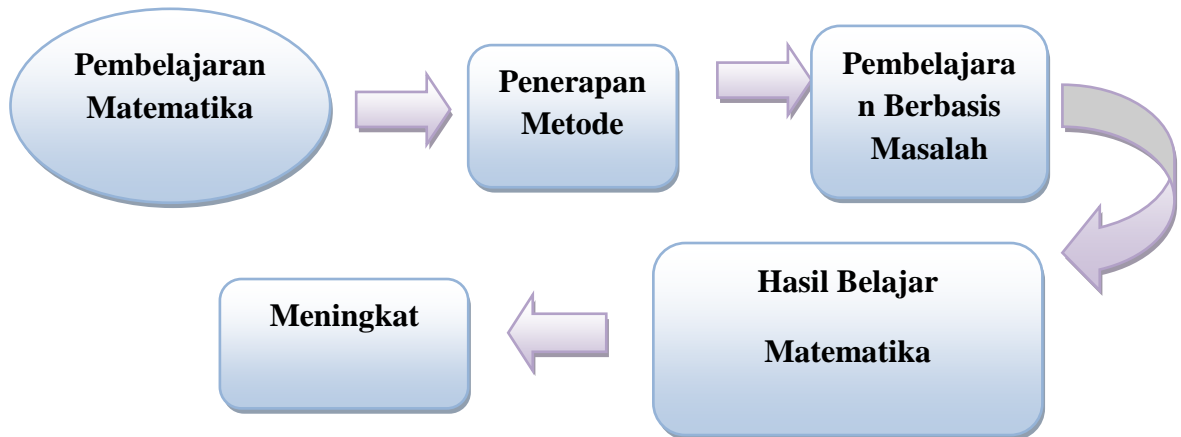 Pembelajaran
Matematika
Penerapan
Metode
Pembelajara
n Berbasis
Masalah
Hasil Belajar
Matematika
Meningkat